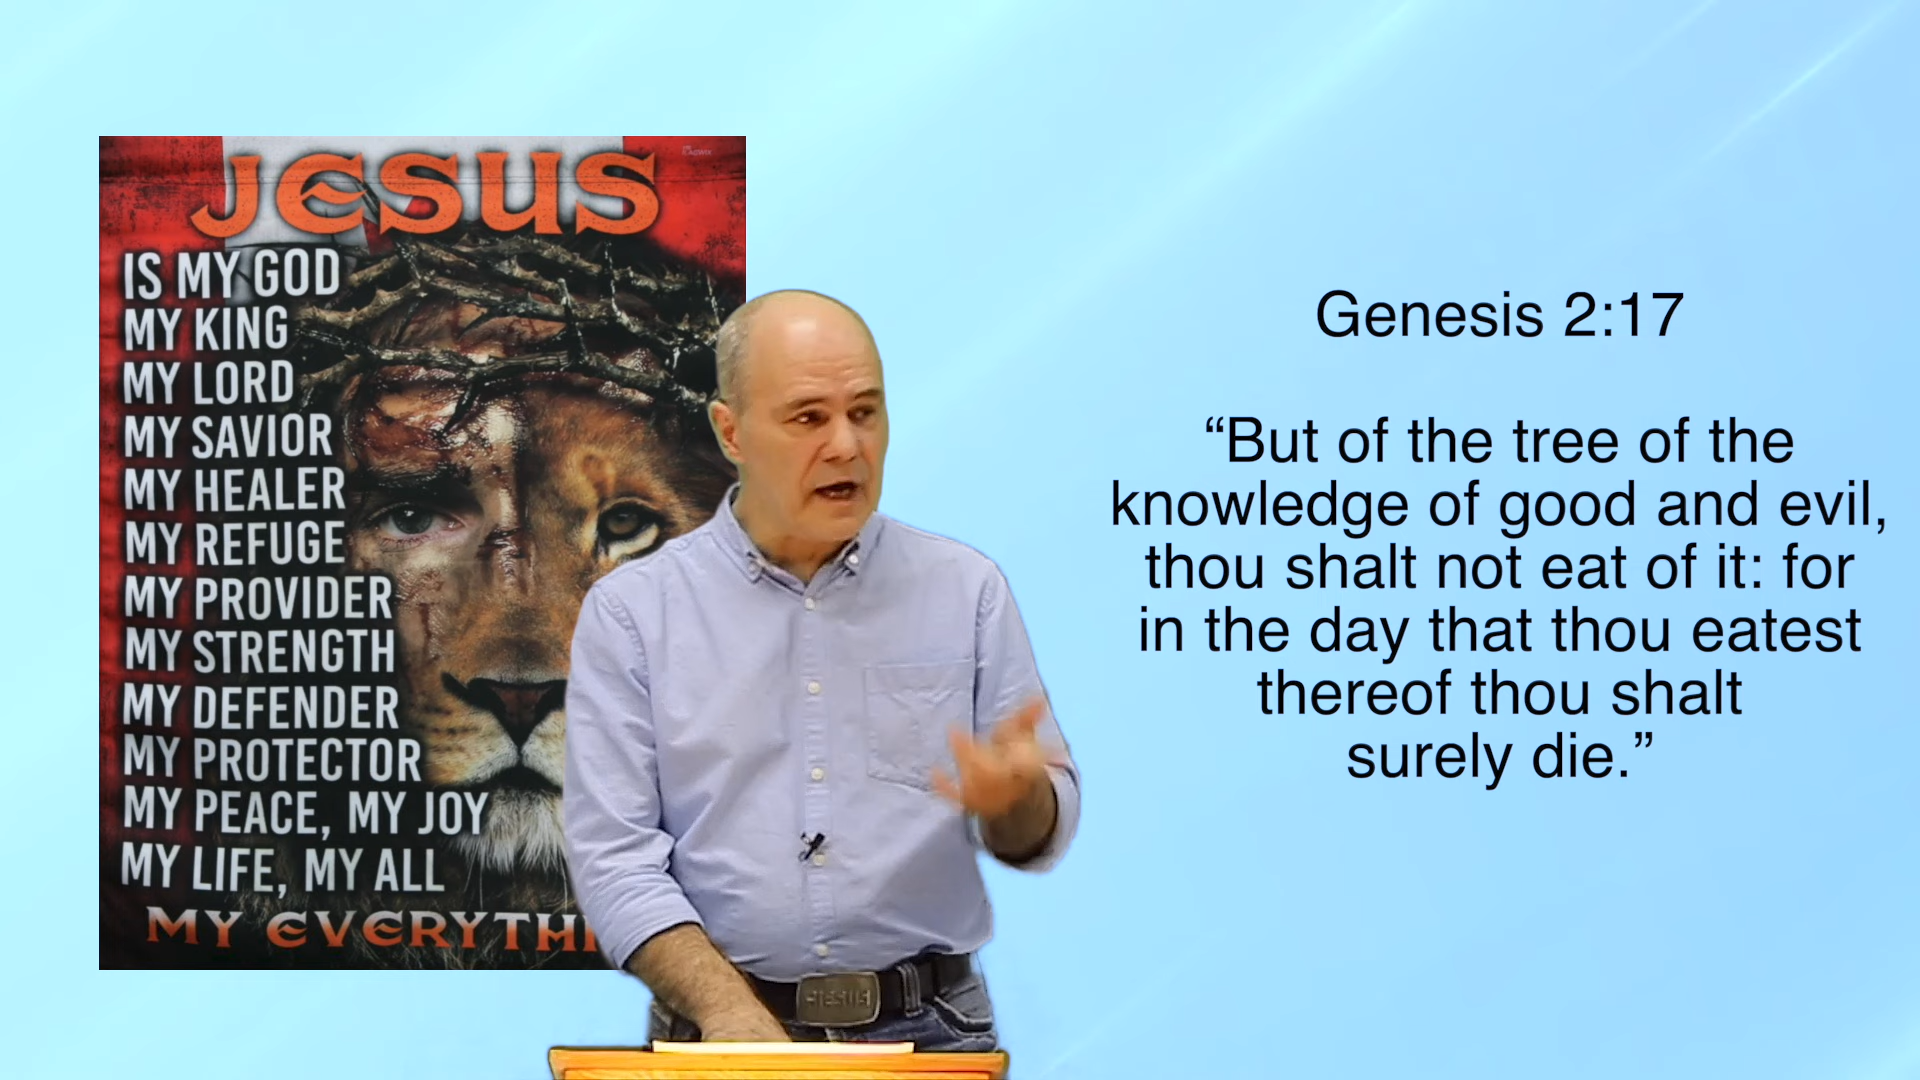 JESUS
IS MY GOD
MY KING
MY LORD
MY SAVIOR
MY HEALER
MY REFUGE
MY PROVIDER
MY STRENGTH
MY DEFENDER
MY PROTECTOR
MY PEACE, MY JOY
MY LIFE, MY ALL
MY EVERYTHI
JESUS
Genesis 2:17
“But of the tree of the
knowledge of good and evil,
thou shalt not eat of it: for
in the day that thou eatest
thereof thou shalt
surely die.”